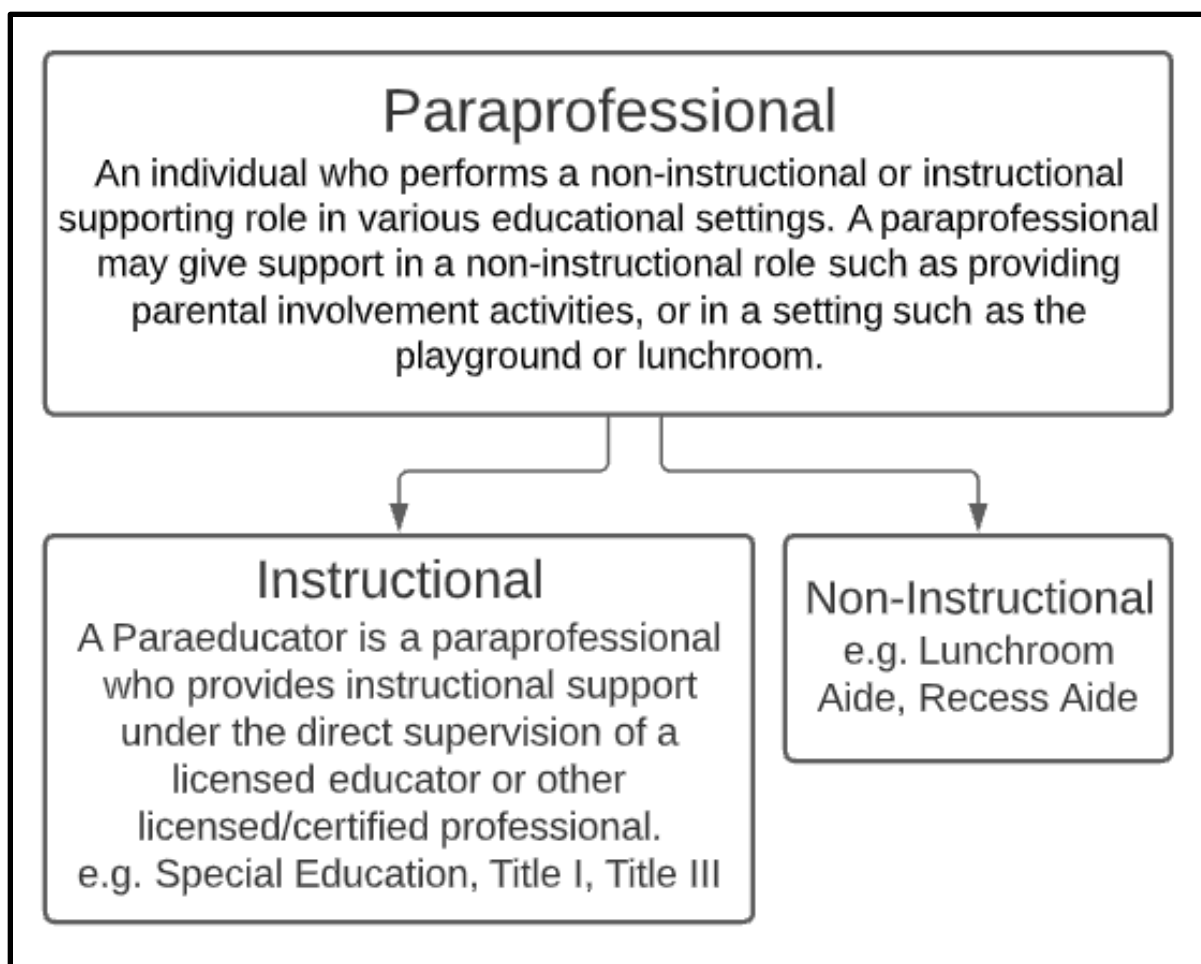 Paraprofessional
An individual who performs a non-instructional or instructional
supporting role in various educational settings. A paraprofessional
may give support in a non-instructional role such as providing
parental involvement activities, or in a setting such as the
playground or lunchroom.
Instructional
A Paraeducator is a paraprofessional
who provides instructional support
under the direct supervision of a
licensed educator or other
licensed/certified professional.
e.g. Special Education, Title I, Title III
Non-Instructional
e.g. Lunchroom
Aide, Recess Aide